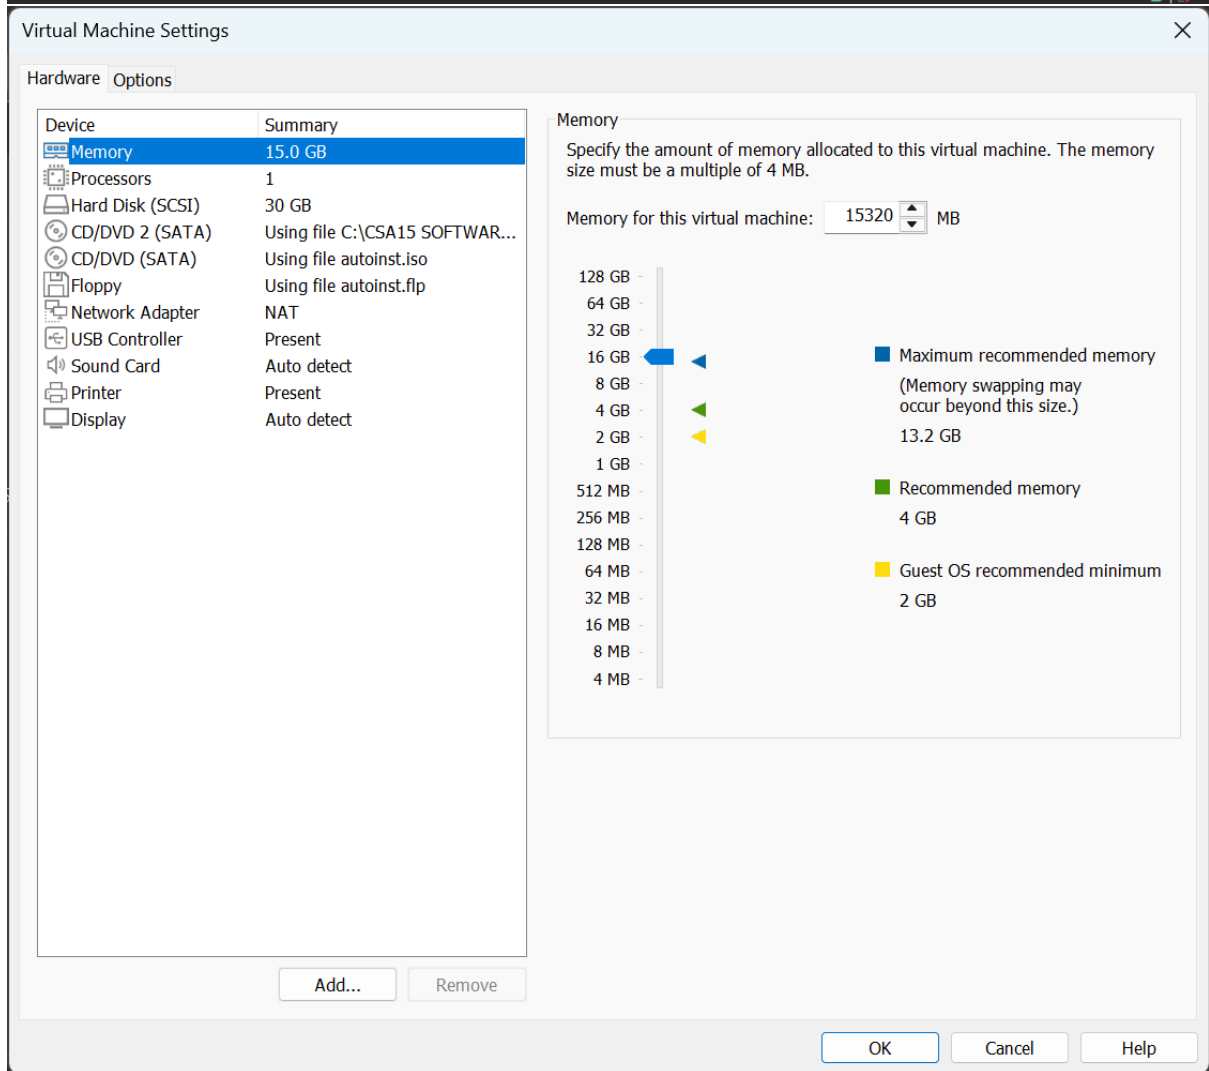 Virtual Machine Settings
Hardware Options
Device Summary
Memory 15.0 GB
Processors 1
Hard Disk (SCSI) 30 GB
CD/DVD 2 (SATA) Using file C:\CSA15 SOFTWAR...
CD/DVD (SATA) Using file autoinst.iso
Floppy Using file autoinst.flp
Network Adapter NAT
USB Controller Present
Sound Card Auto detect
Printer Present
Display Auto detect
Add... Remove
Memory
Specify the amount of memory allocated to this virtual machine. The memory
size must be a multiple of 4 MB.
Memory for this virtual machine: 15320 MB
128 GB
64 GB
32 GB
16 GB
8 GB
4 GB
2 GB
1 GB
512 MB
256 MB
128 MB
64 MB
32 MB
16 MB
8 MB
4 MB
Maximum recommended memory
(Memory swapping may
occur beyond this size.)
13.2 GB
Recommended memory
4 GB
Guest OS recommended minimum
2 GB
OK Cancel Help